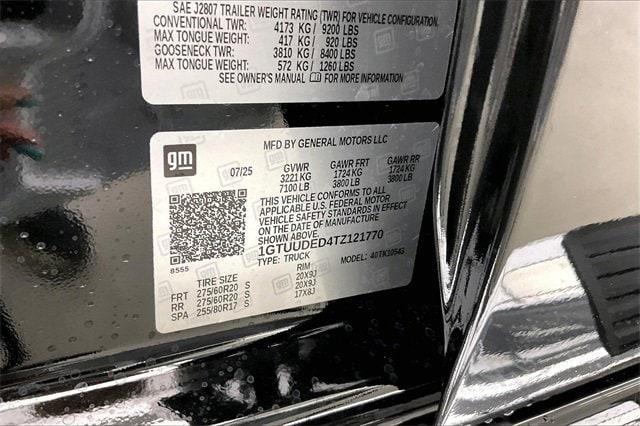 SAE J2807 TRAILER WEIGHT RATING (TWR) FOR VEHICLE CONFIGURATION.
CONVENTIONAL TWR: 4173 KG / 9200 LBS
MAX TONGUE WEIGHT: 417 KG / 920 LBS
GOOSENECK TWR: 3810 KG / 8400 LBS
MAX TONGUE WEIGHT: 572 KG / 1260 LBS
SEE OWNER'S MANUAL FOR MORE INFORMATION
gm
MFD BY GENERAL MOTORS LLC
07/25 GVWR GAWR FRT GAWR RR
3221 KG 1724 KG 1724 KG
7100 LB 3800 LB 3800 LB
THIS VEHICLE CONFORMS TO ALL
APPLICABLE U.S. FEDERAL MOTOR
VEHICLE SAFETY STANDARDS IN EFFECT
ON THE DATE OF MANUFACTURE
SHOWN ABOVE.
1GTUUDED4TZ121770
TYPE: TRUCK MODEL: 40TK10543
8555
TIRE SIZE RIM
FRT 275/60R20 S 20X9J
RR 275/60R20 S 20X9J
SPA 255/80R17 S 17X8J